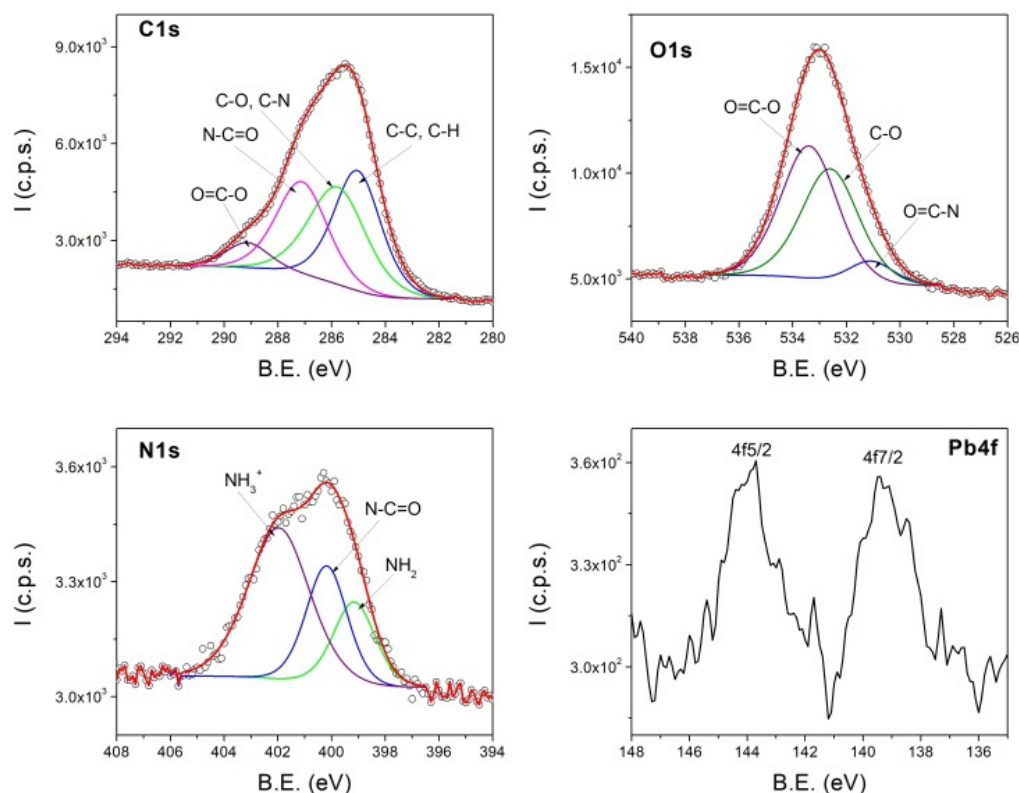 C1s
9.0x10³
6.0x10³
3.0x10³
I (c.p.s.)
C-O, C-N
N-C=O
C-C, C-H
O=C-O
294 292 290 288 286 284 282 280
B.E. (eV)
O1s
1.5x10⁴
1.0x10⁴
5.0x10³
I (c.p.s.)
O=C-O
C-O
O=C-N
540 538 536 534 532 530 528 526
B.E. (eV)
N1s
3.6x10³
3.3x10³
3.0x10³
I (c.p.s.)
NH₃⁺
N-C=O
NH₂
408 406 404 402 400 398 396 394
B.E. (eV)
Pb4f
4f5/2 4f7/2
3.6x10²
3.3x10²
3.0x10²
I (c.p.s.)
148 146 144 142 140 138 136
B.E. (eV)